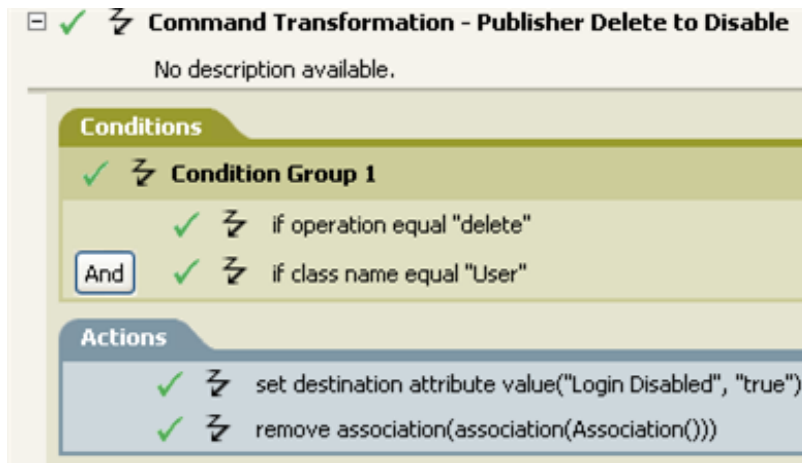 Command Transformation - Publisher Delete to Disable
No description available.
Conditions
Condition Group 1
if operation equal "delete"
And if class name equal "User"
Actions
set destination attribute value("Login Disabled", "true")
remove association(association(Association()))